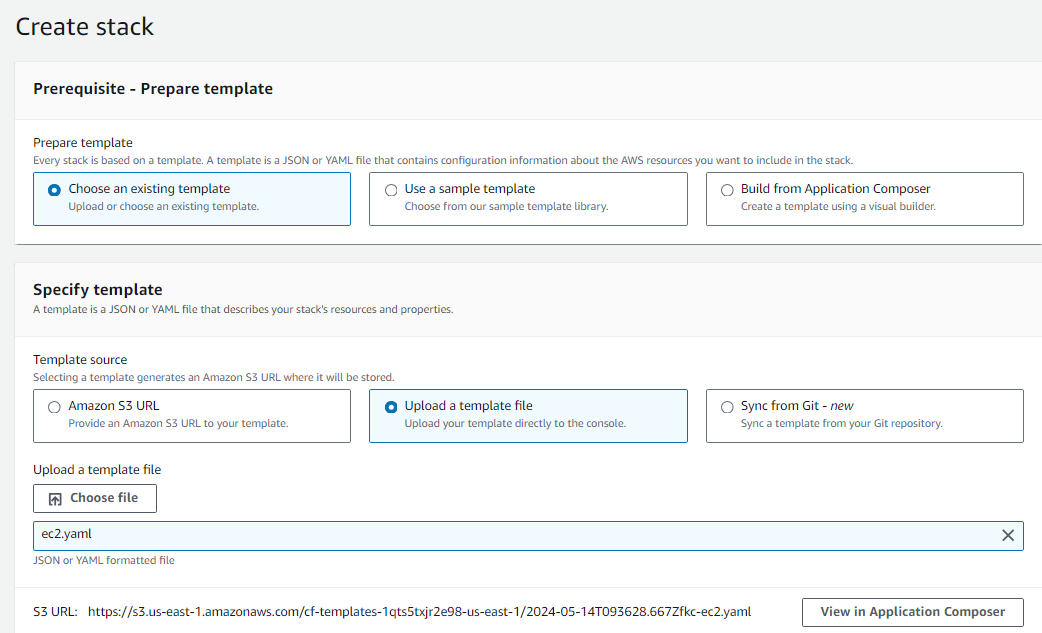 Create stack
Prerequisite - Prepare template
Prepare template
Every stack is based on a template. A template is a JSON or YAML file that contains configuration information about the AWS resources you want to include in the stack.
Choose an existing template
Upload or choose an existing template.
Use a sample template
Choose from our sample template library.
Build from Application Composer
Create a template using a visual builder.
Specify template
A template is a JSON or YAML file that describes your stack's resources and properties.
Template source
Selecting a template generates an Amazon S3 URL where it will be stored.
Amazon S3 URL
Provide an Amazon S3 URL to your template.
Upload a template file
Upload your template directly to the console.
Sync from Git - new
Sync a template from your Git repository.
Upload a template file
Choose file
ec2.yaml
JSON or YAML formatted file
S3 URL: https://s3.us-east-1.amazonaws.com/cf-templates-1qts5txjr2e98-us-east-1/2024-05-14T093628.667Zfkc-ec2.yaml
View in Application Composer